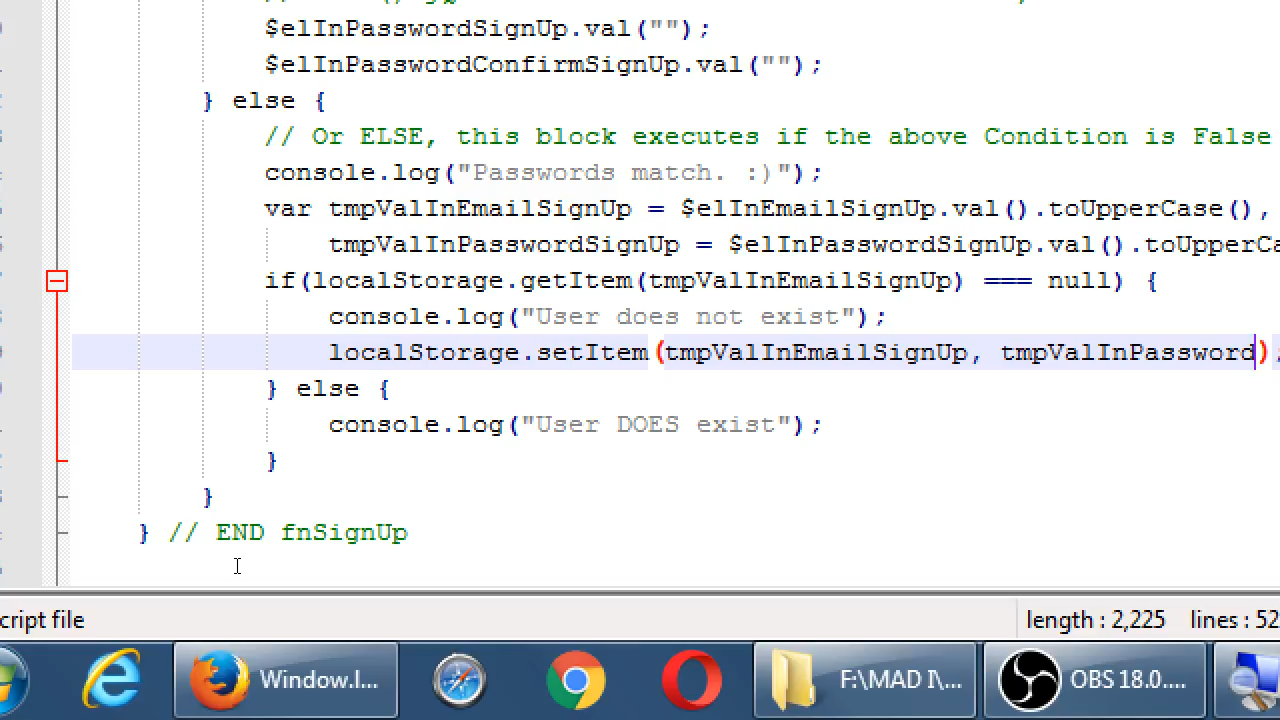 $elInPasswordSignUp.val("");
$elInPasswordConfirmSignUp.val("");
} else {
// Or ELSE, this block executes if the above Condition is False
console.log("Passwords match. :)");
var tmpValInEmailSignUp = $elInEmailSignUp.val().toUpperCase(),
tmpValInPasswordSignUp = $elInPasswordSignUp.val().toUpperCa
if(localStorage.getItem(tmpValInEmailSignUp) === null) {
console.log("User does not exist");
localStorage.setItem(tmpValInEmailSignUp, tmpValInPassword);
} else {
console.log("User DOES exist");
}
}
} // END fnSignUp
cript file length : 2,225 lines : 52
Window.l... F:\MAD I\... OBS 18.0....